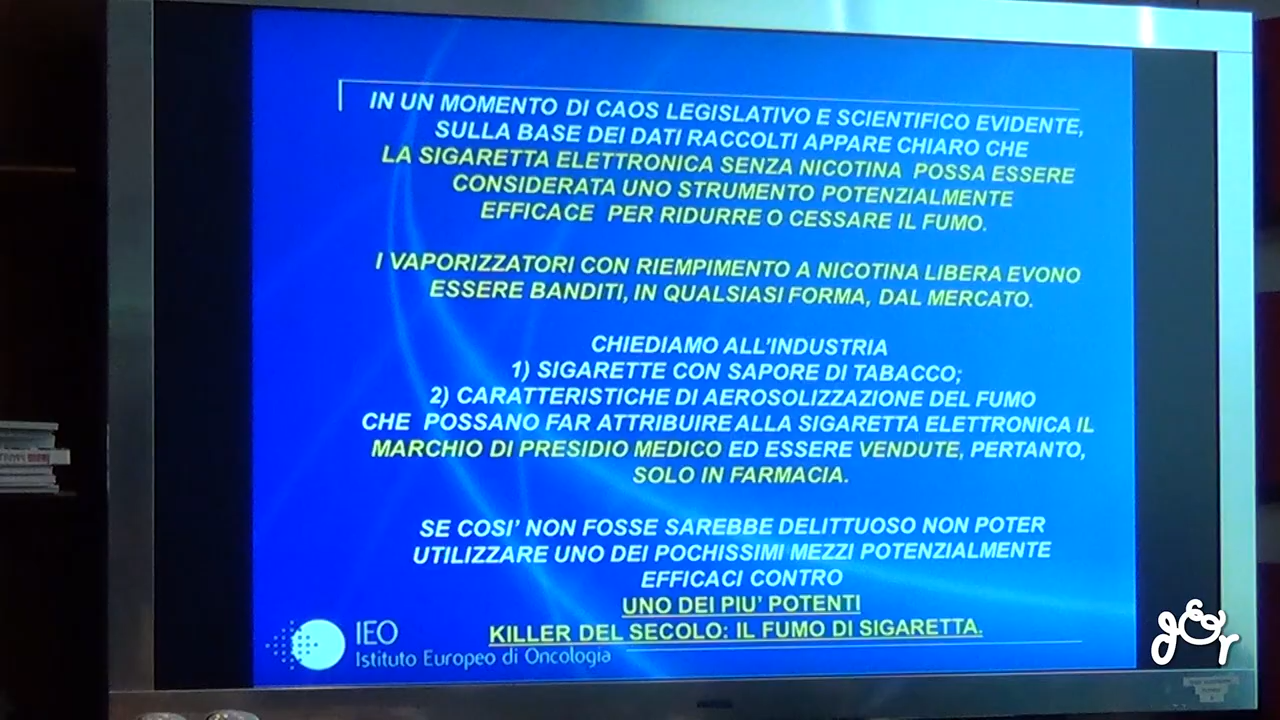 IN UN MOMENTO DI CAOS LEGISLATIVO E SCIENTIFICO EVIDENTE,
SULLA BASE DEI DATI RACCOLTI APPARE CHIARO CHE
LA SIGARETTA ELETTRONICA SENZA NICOTINA POSSA ESSERE
CONSIDERATA UNO STRUMENTO POTENZIALMENTE
EFFICACE PER RIDURRE O CESSARE IL FUMO.
I VAPORIZZATORI CON RIEMPIMENTO A NICOTINA LIBERA EVONO
ESSERE BANDITI, IN QUALSIASI FORMA, DAL MERCATO.
CHIEDIAMO ALL'INDUSTRIA
1) SIGARETTE CON SAPORE DI TABACCO;
2) CARATTERISTICHE DI AEROSOLIZZAZIONE DEL FUMO
CHE POSSANO FAR ATTRIBUIRE ALLA SIGARETTA ELETTRONICA IL
MARCHIO DI PRESIDIO MEDICO ED ESSERE VENDUTE, PERTANTO,
SOLO IN FARMACIA.
SE COSI' NON FOSSE SAREBBE DELITTUOSO NON POTER
UTILIZZARE UNO DEI POCHISSIMI MEZZI POTENZIALMENTE
EFFICACI CONTRO
UNO DEI PIU' POTENTI
KILLER DEL SECOLO: IL FUMO DI SIGARETTA.
IEO
Istituto Europeo di Oncologia